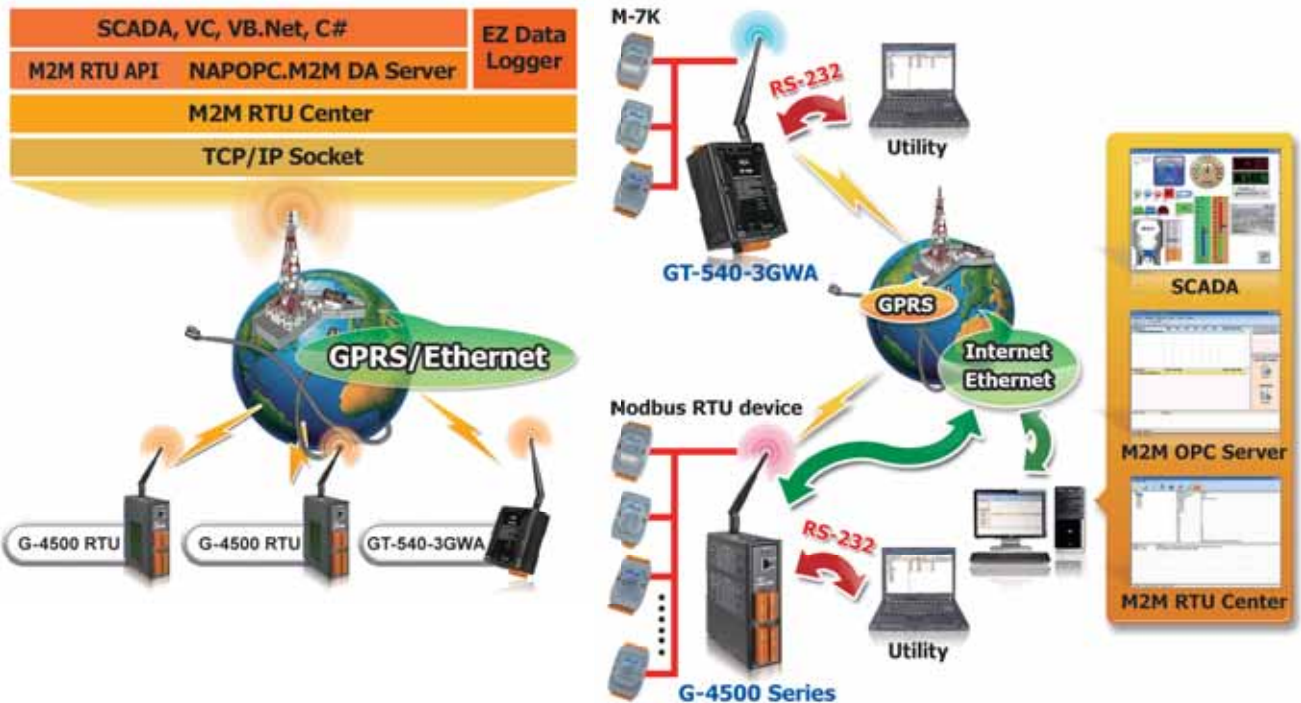 SCADA, VC, VB.Net, C#
EZ Data
Logger
M2M RTU API
NAPOPC.M2M DA Server
M2M RTU Center
TCP/IP Socket
GPRS/Ethernet
G-4500 RTU
G-4500 RTU
GT-540-3GWA
M-7K
RS-232
Utility
GT-540-3GWA
GPRS
Internet
Ethernet
Nodbus RTU device
RS-232
Utility
G-4500 Series
SCADA
M2M OPC Server
M2M RTU Center